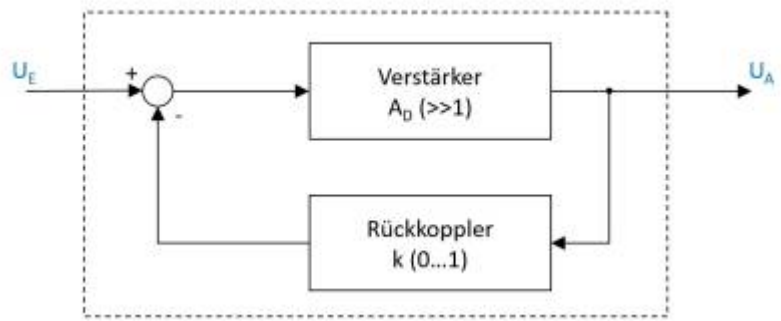 U_E
+
-
Verstärker
A_D (>>1)
U_A
Rückkoppler
k (0...1)